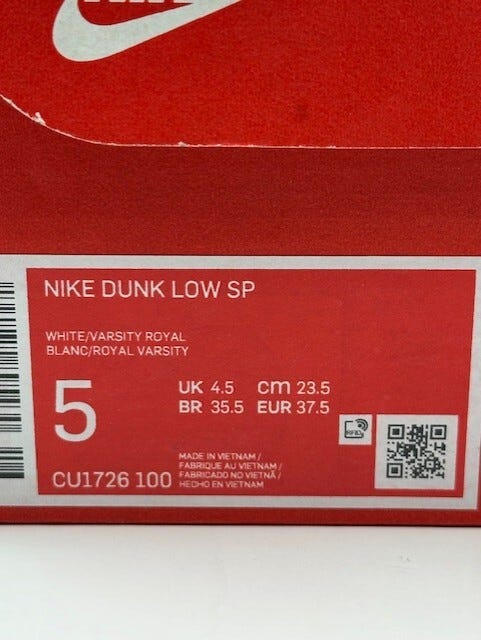 NIKE DUNK LOW SP
WHITE/VARSITY ROYAL
BLANC/ROYAL VARSITY
5
UK 4.5 cm 23.5
BR 35.5 EUR 37.5
CU1726 100
MADE IN VIETNAM /
FABRIQUE AU VIETNAM /
FABRICADO NO VIETNÃ /
HECHO EN VIETNAM
RFID